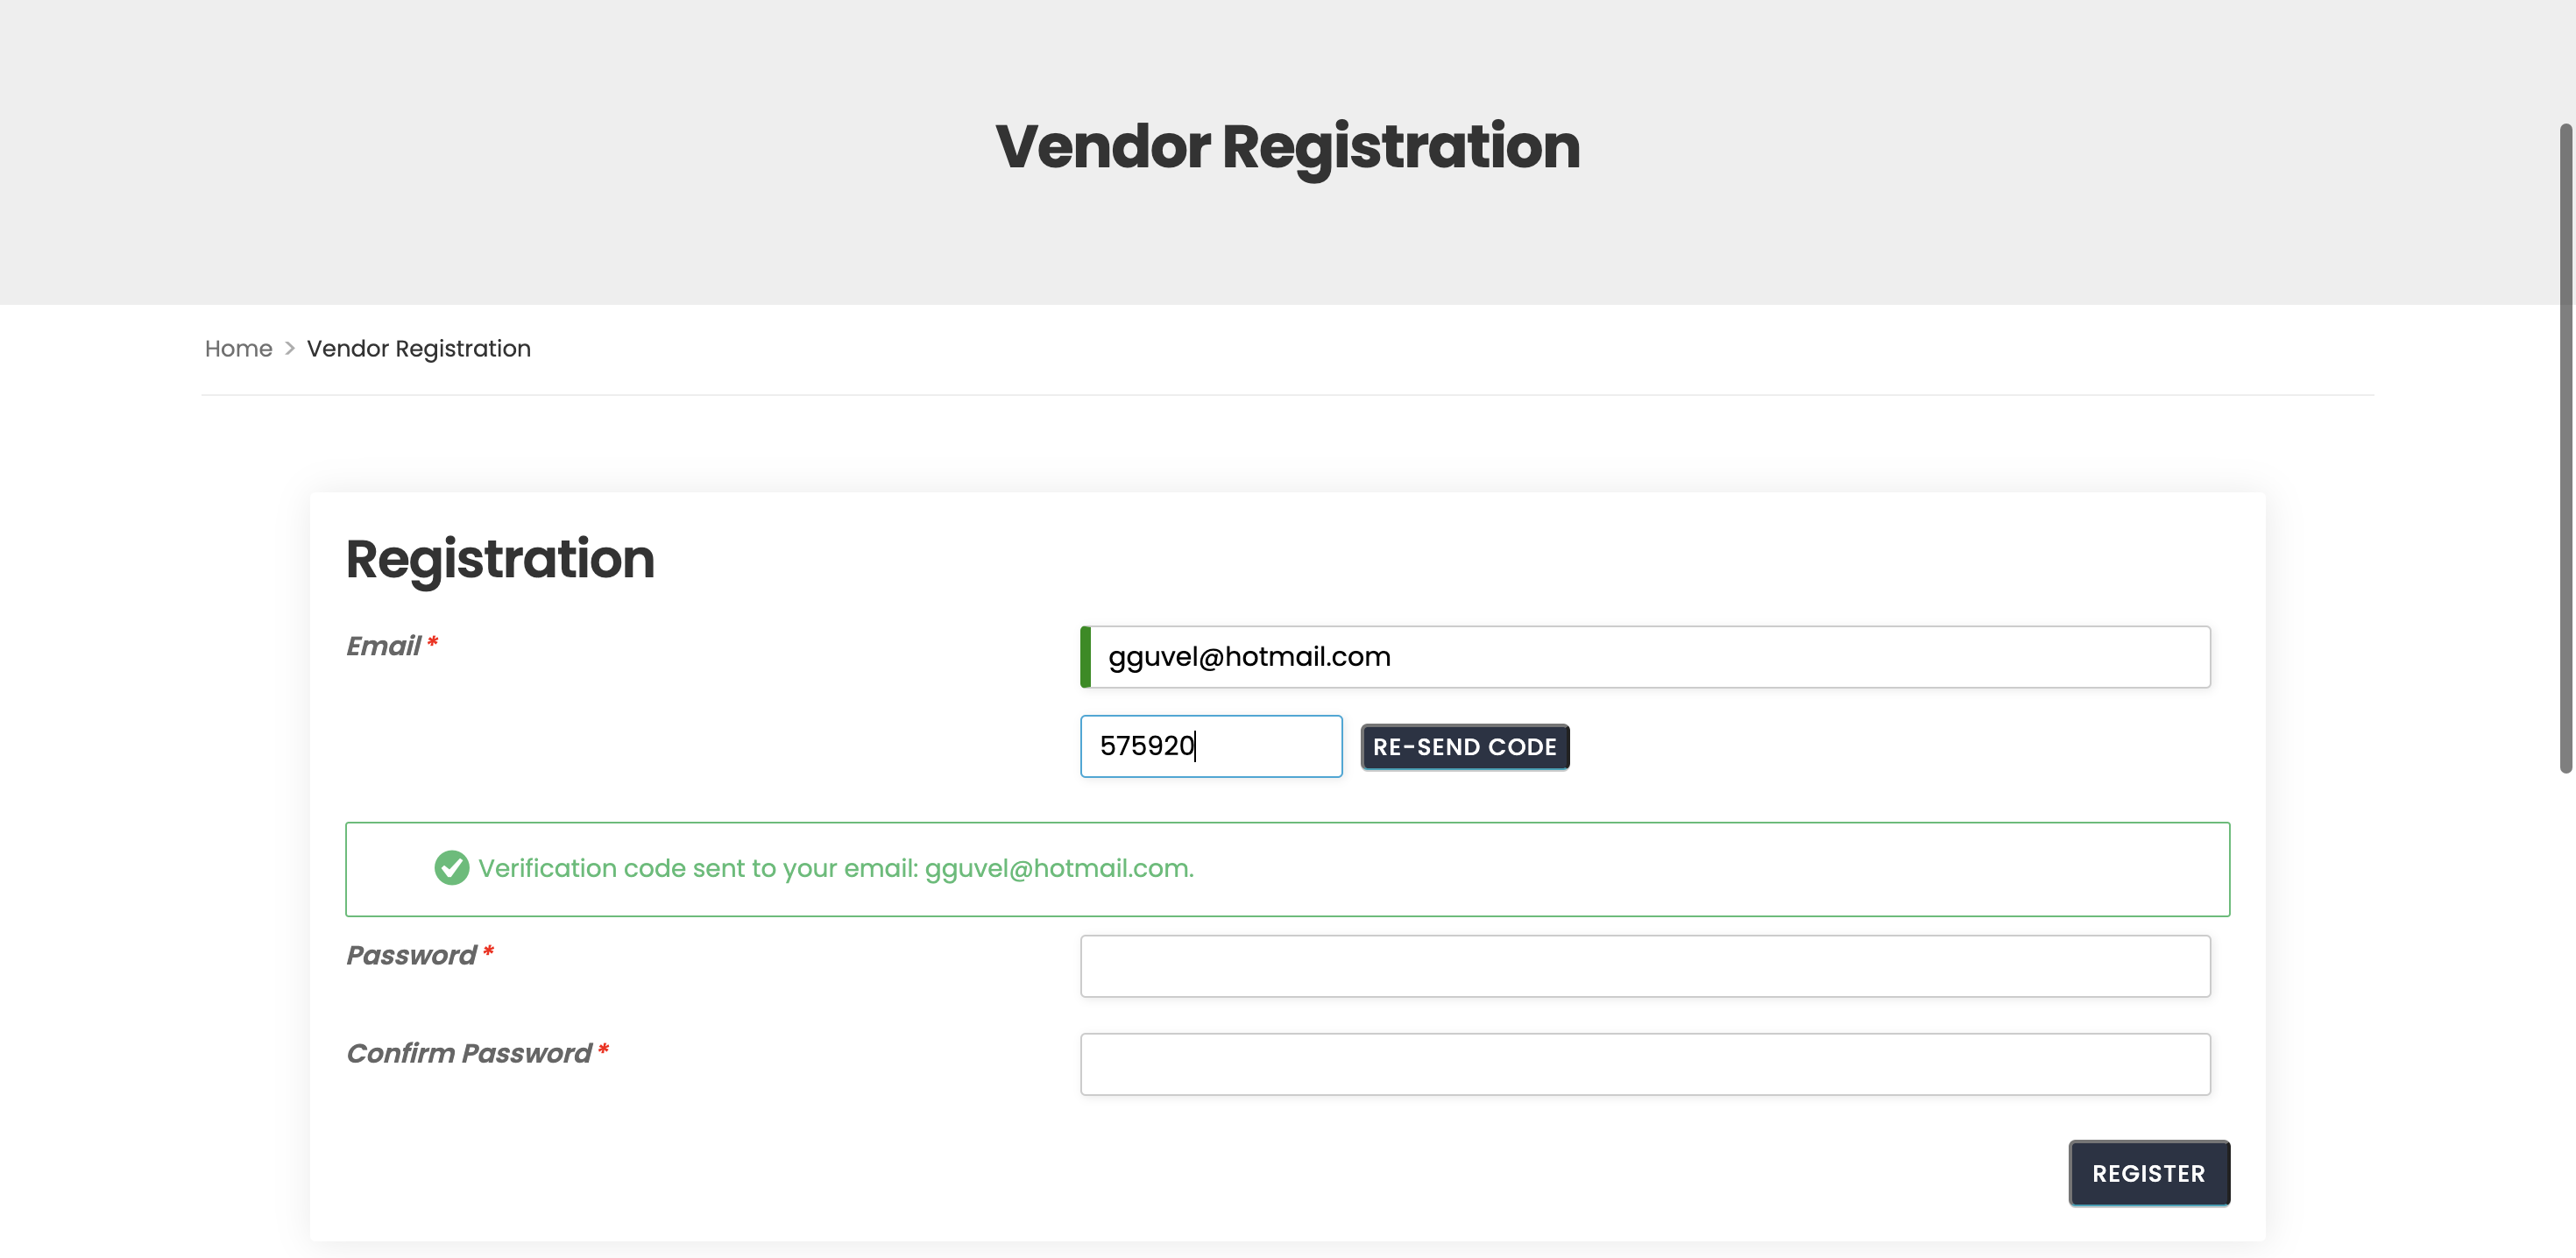 Vendor Registration
Home > Vendor Registration
Registration
Email *
gguvel@hotmail.com
575920
RE-SEND CODE
Verification code sent to your email: gguvel@hotmail.com.
Password *
Confirm Password *
REGISTER